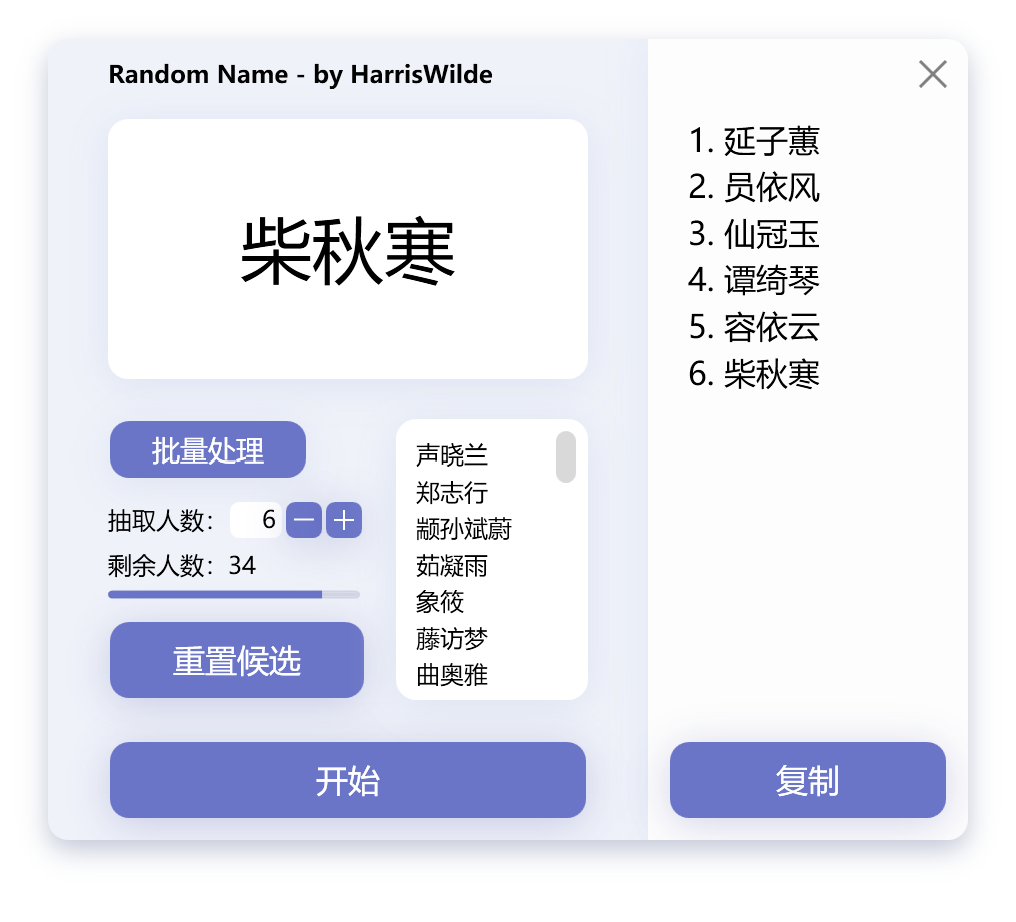 Random Name - by HarrisWilde
柴秋寒
批量处理
抽取人数： 6
剩余人数：34
重置候选
声晓兰
郑志行
颛孙斌蔚
茹凝雨
象筱
藤访梦
曲奥雅
开始
1. 延子蕙
2. 员依风
3. 仙冠玉
4. 谭绮琴
5. 容依云
6. 柴秋寒
复制